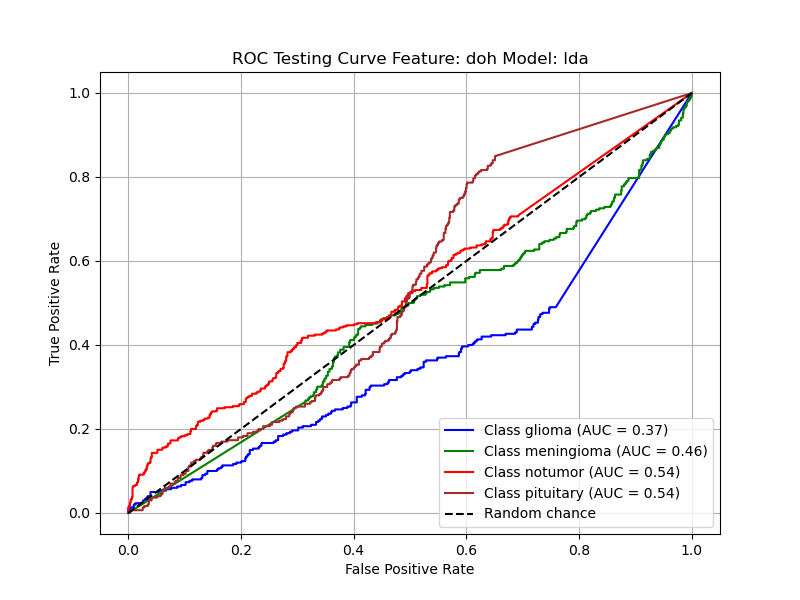 ROC Testing Curve Feature: doh Model: lda
True Positive Rate
1.0
0.8
0.6
0.4
0.2
0.0
Class glioma (AUC = 0.37)
Class meningioma (AUC = 0.46)
Class notumor (AUC = 0.54)
Class pituitary (AUC = 0.54)
Random chance
0.0 0.2 0.4 0.6 0.8 1.0
False Positive Rate